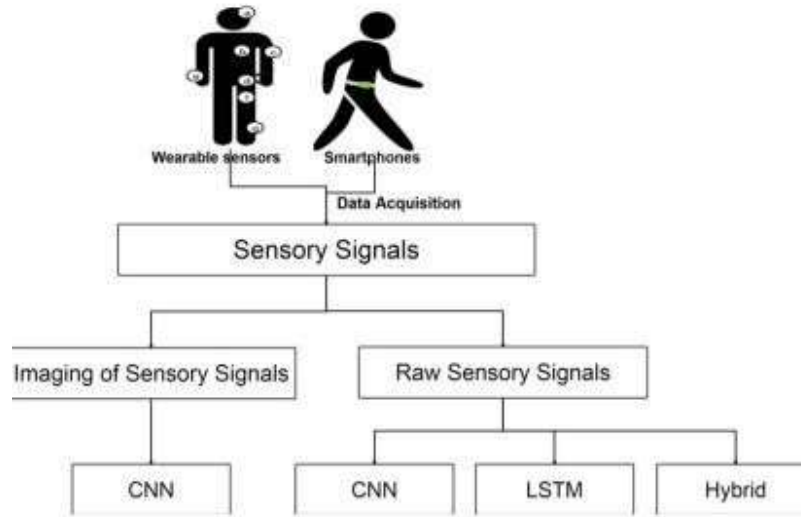 Wearable sensors
Smartphones
Data Acquisition
Sensory Signals
Imaging of Sensory Signals
Raw Sensory Signals
CNN
CNN
LSTM
Hybrid